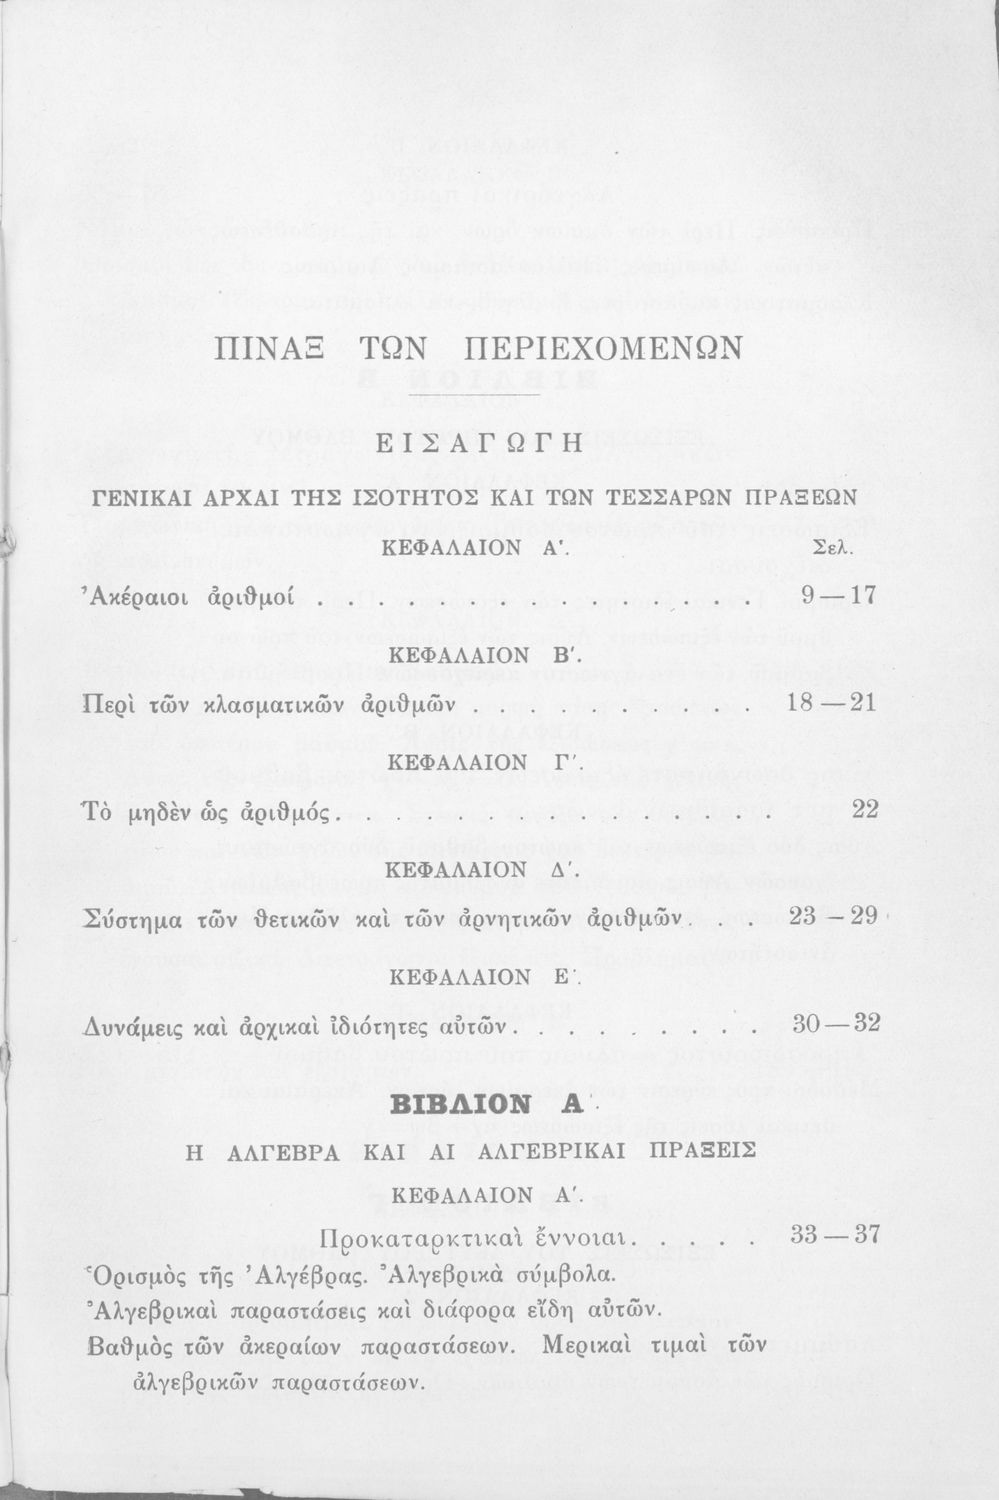 ΠΙΝΑΞ ΤΩΝ ΠΕΡΙΕΧΟΜΕΝΩΝ
ΕΙΣΑΓΩΓΗ
ΓΕΝΙΚΑΙ ΑΡΧΑΙ ΤΗΣ ΙΣΟΤΗΤΟΣ ΚΑΙ ΤΩΝ ΤΕΣΣΑΡΩΝ ΠΡΑΞΕΩΝ
ΚΕΦΑΛΑΙΟΝ Α'. Σελ.
Ἀκέραιοι ἀριθμοί . . . . . . . . . . . . . . . 9—17
ΚΕΦΑΛΑΙΟΝ Β'.
Περὶ τῶν κλασματικῶν ἀριθμῶν . . . . . . . . . . 18—21
ΚΕΦΑΛΑΙΟΝ Γ'.
Τὸ μηδὲν ὡς ἀριθμός. . . . . . . . . . . . . . . 22
ΚΕΦΑΛΑΙΟΝ Δ'.
Σύστημα τῶν θετικῶν καὶ τῶν ἀρνητικῶν ἀριθμῶν. . . 23 – 29
ΚΕΦΑΛΑΙΟΝ Ε'.
Δυνάμεις καὶ ἀρχικαὶ ἰδιότητες αὐτῶν. . . . . . . . . 30—32
ΒΙΒΛΙΟΝ Α
Η ΑΛΓΕΒΡΑ ΚΑΙ ΑΙ ΑΛΓΕΒΡΙΚΑΙ ΠΡΑΞΕΙΣ
ΚΕΦΑΛΑΙΟΝ Α'.
Προκαταρκτικαὶ ἔννοιαι. . . . . . 33—37
Ὁρισμὸς τῆς Ἀλγέβρας. Ἀλγεβρικὰ σύμβολα.
Ἀλγεβρικαὶ παραστάσεις καὶ διάφορα εἴδη αὐτῶν.
Βαθμὸς τῶν ἀκεραίων παραστάσεων. Μερικαὶ τιμαὶ τῶν
ἀλγεβρικῶν παραστάσεων.